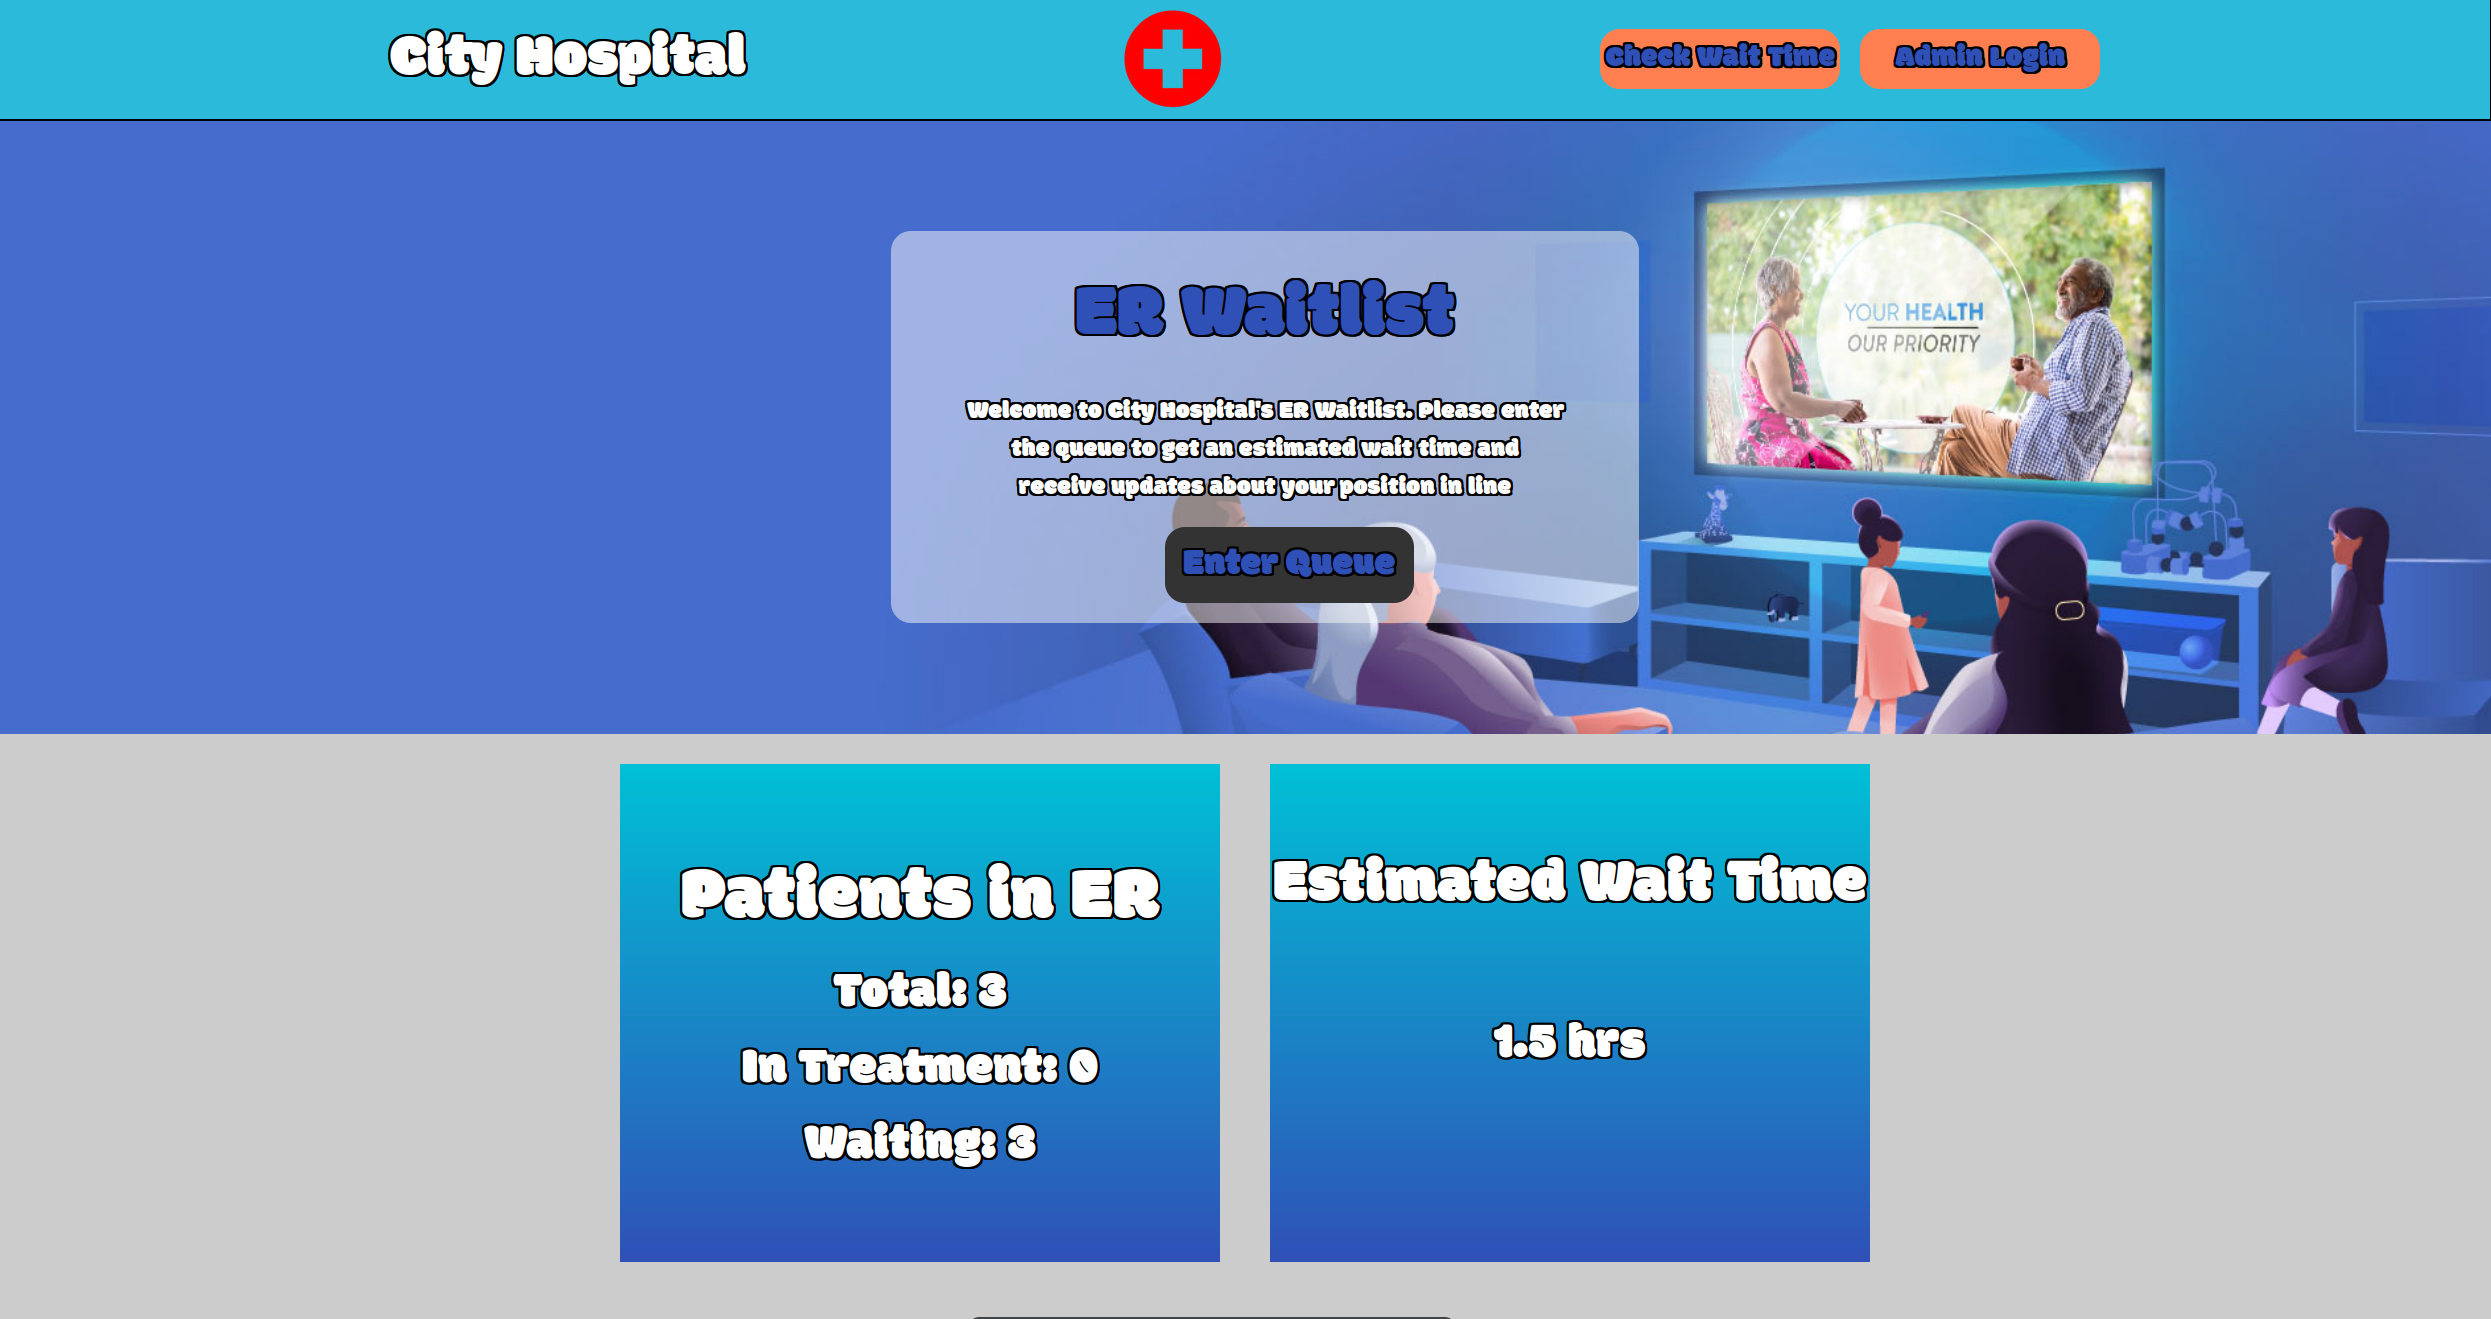 City Hospital
Check Wait Time
Admin Login
ER Waitlist
Welcome to City Hospital's ER Waitlist. Please enter
the queue to get an estimated wait time and
receive updates about your position in line
Enter Queue
YOUR HEALTH
OUR PRIORITY
Patients in ER
Total: 3
In Treatment: 0
Waiting: 3
Estimated Wait Time
1.5 hrs